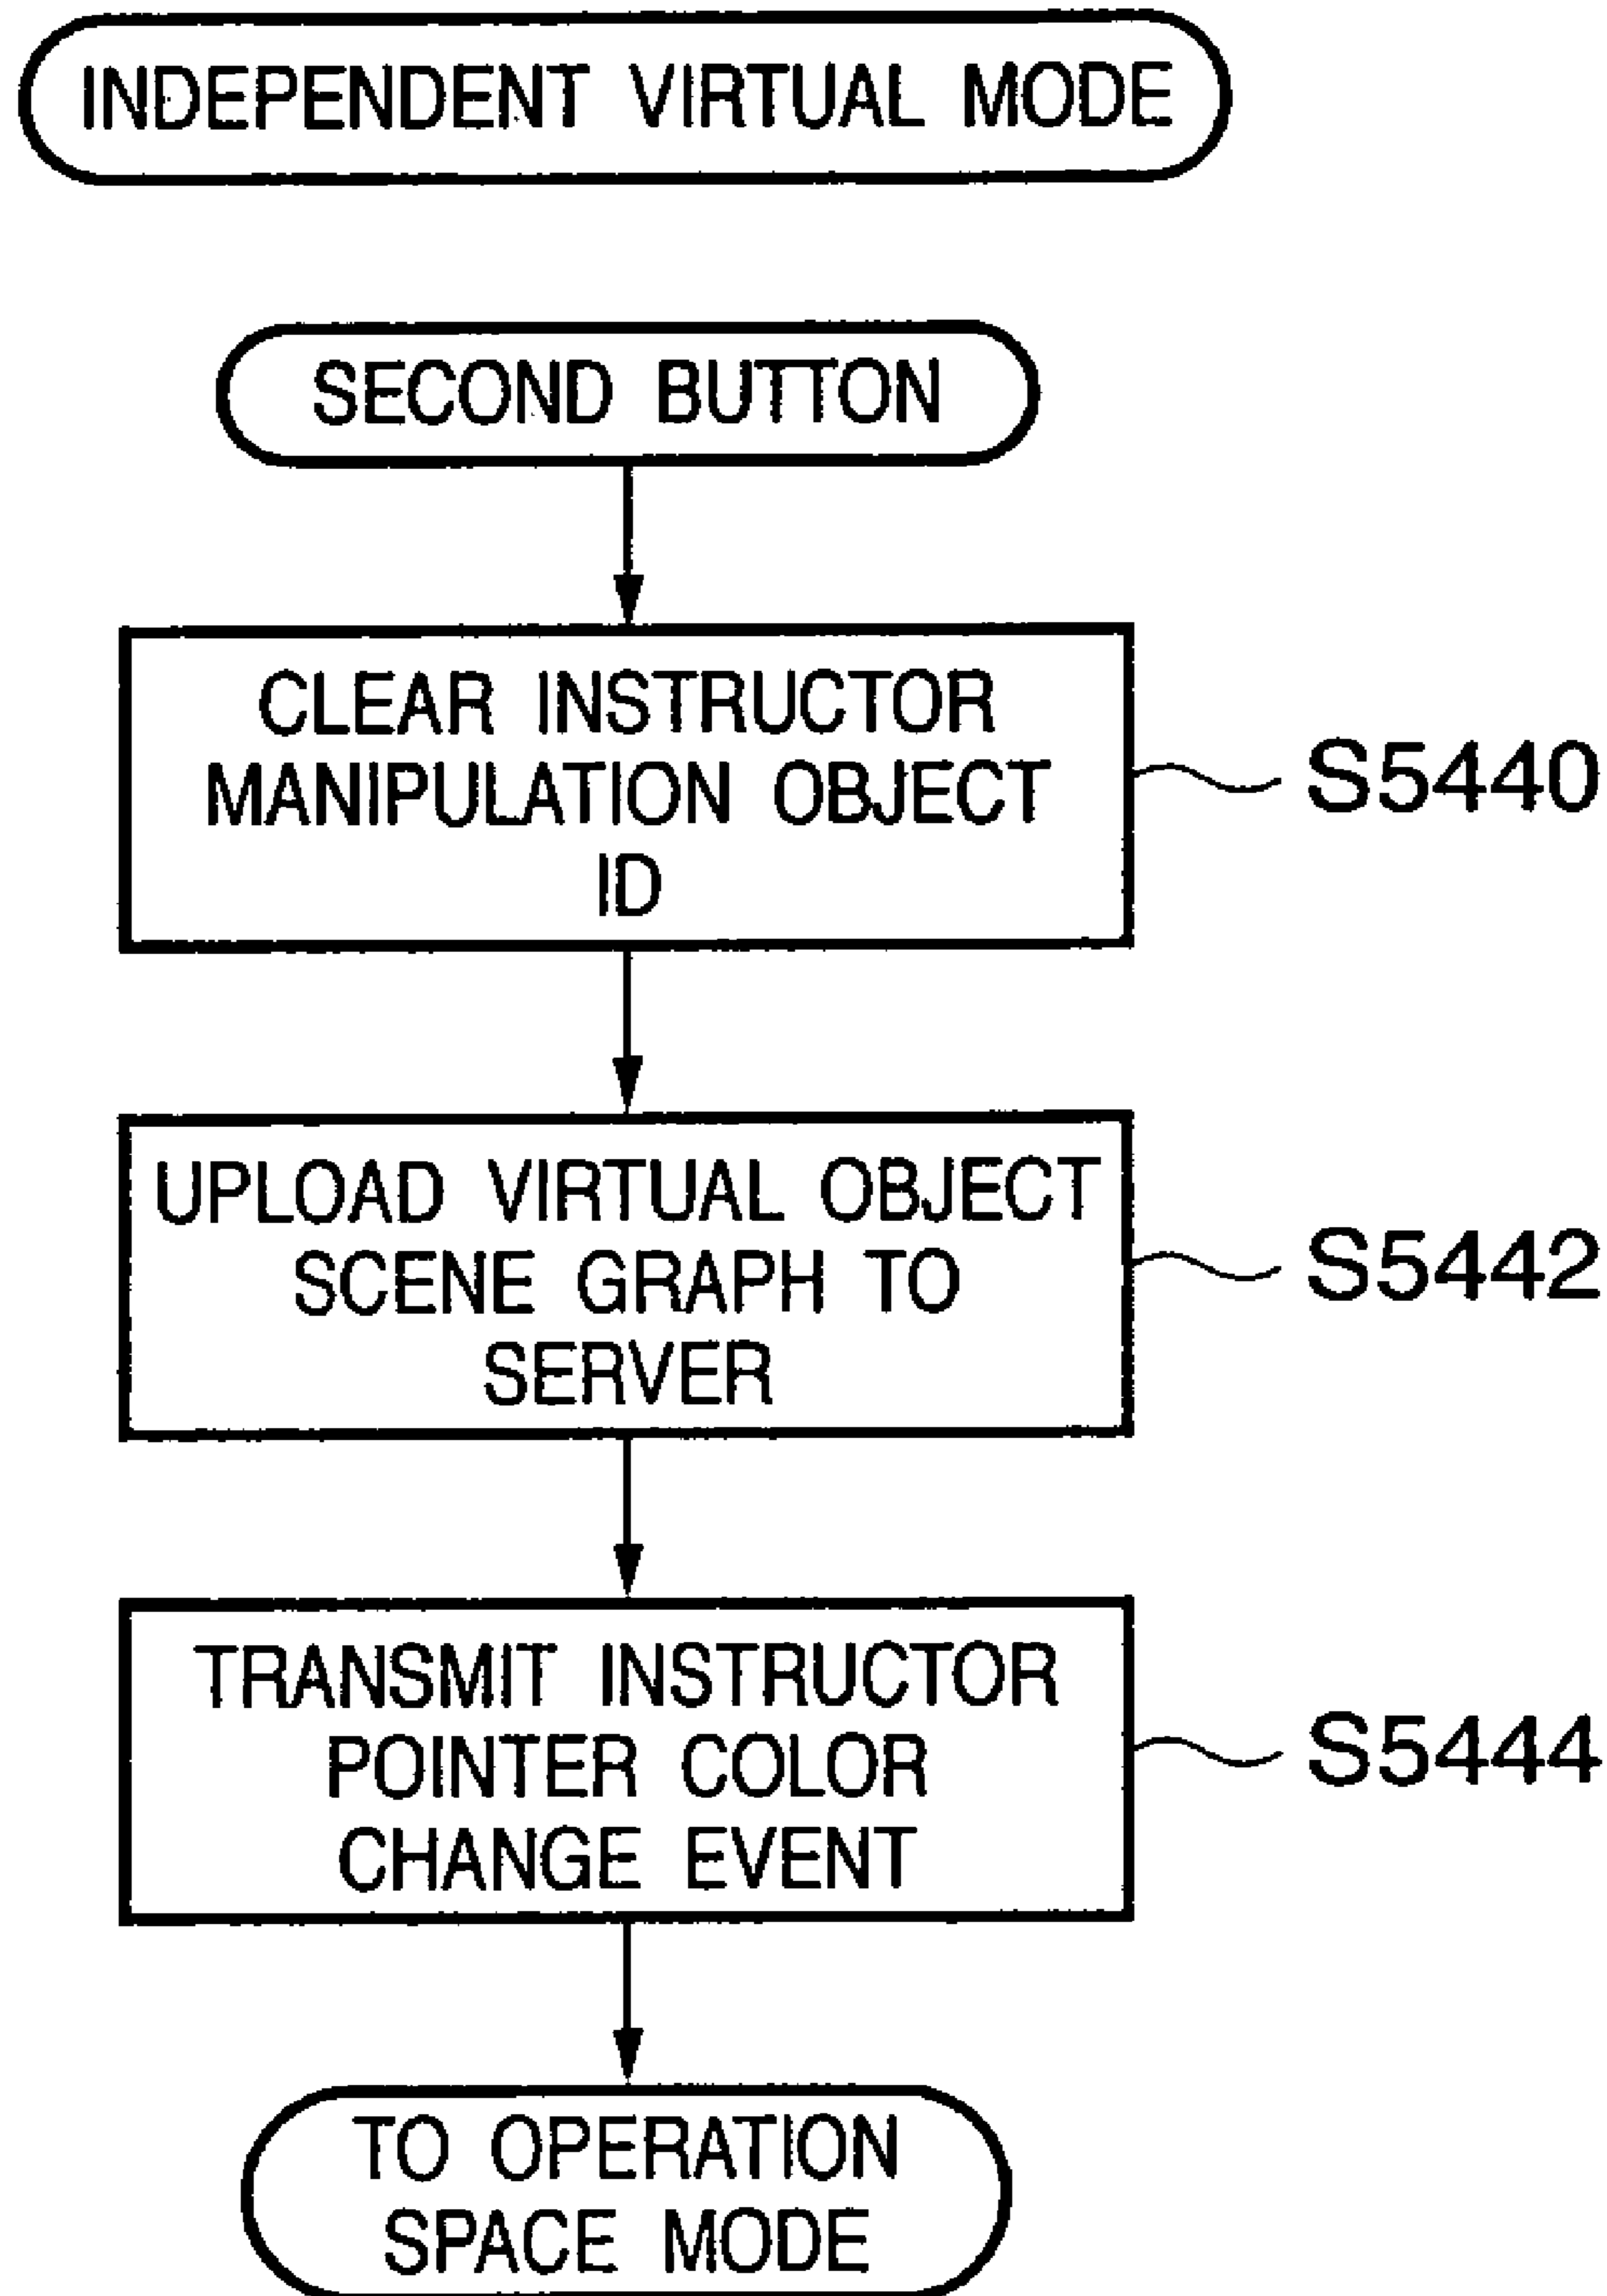 INDEPENDENT VIRTUAL MODE
SECOND BUTTON
CLEAR INSTRUCTOR
MANIPULATION OBJECT
ID
S5440
UPLOAD VIRTUAL OBJECT
SCENE GRAPH TO
SERVER
S5442
TRANSMIT INSTRUCTOR
POINTER COLOR
CHANGE EVENT
S5444
TO OPERATION
SPACE MODE